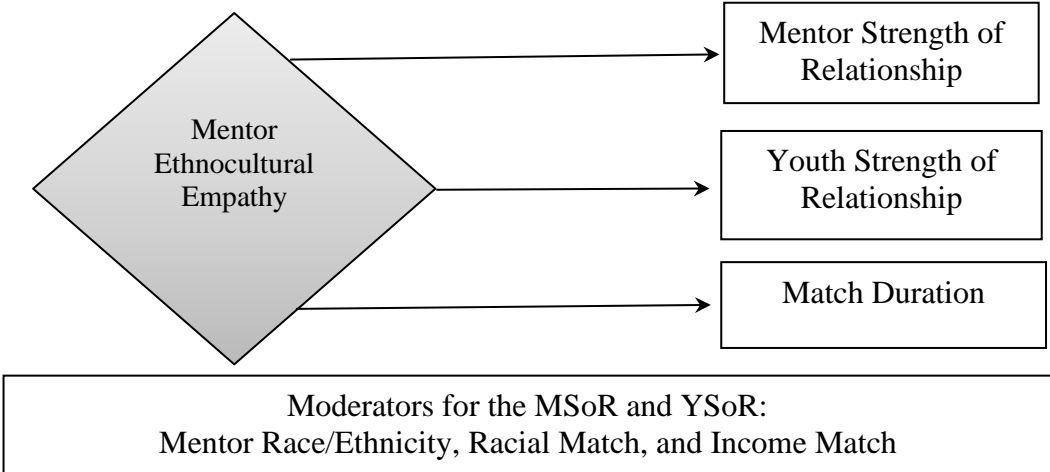 Mentor
Ethnocultural
Empathy
Mentor Strength of
Relationship
Youth Strength of
Relationship
Match Duration
Moderators for the MSoR and YSoR:
Mentor Race/Ethnicity, Racial Match, and Income Match